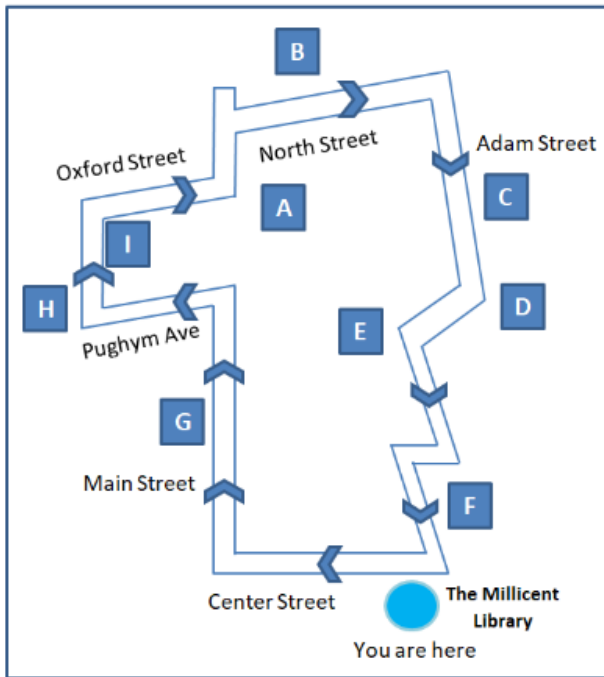 B
Oxford Street
North Street
Adam Street
A
C
I
H
D
E
Pughym Ave
G
Main Street
F
Center Street
The Millicent
Library
You are here